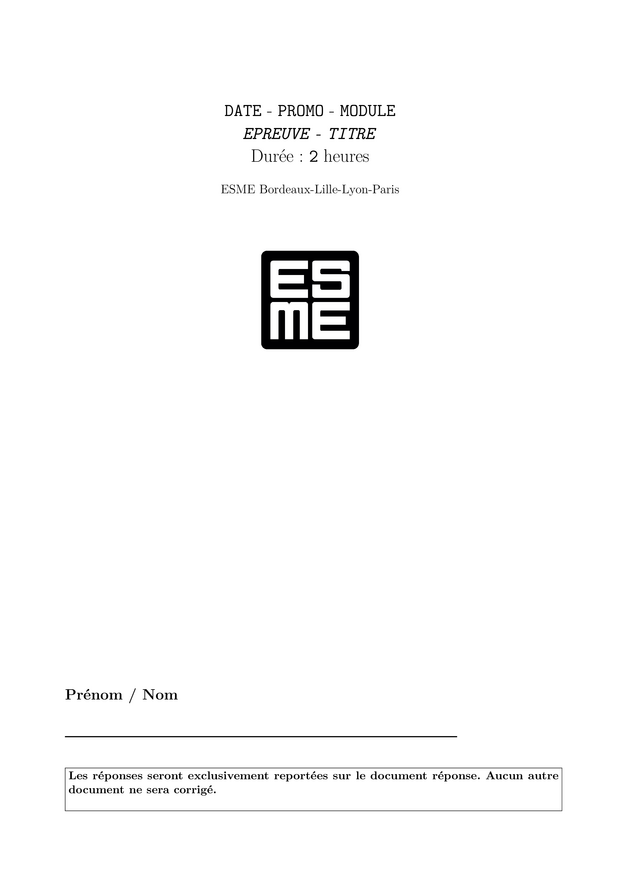 DATE - PROMO - MODULE
EPREUVE - TITRE
Durée : 2 heures
ESME Bordeaux-Lille-Lyon-Paris
ES
ME
Prénom / Nom
Les réponses seront exclusivement reportées sur le document réponse. Aucun autre
document ne sera corrigé.